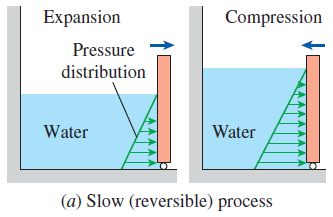 Expansion
Compression
Pressure
distribution
Water
Water
(a) Slow (reversible) process